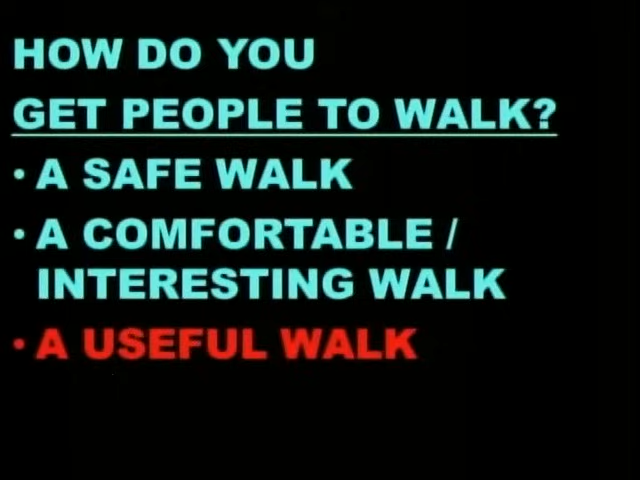 HOW DO YOU
GET PEOPLE TO WALK?
• A SAFE WALK
• A COMFORTABLE /
INTERESTING WALK
• A USEFUL WALK